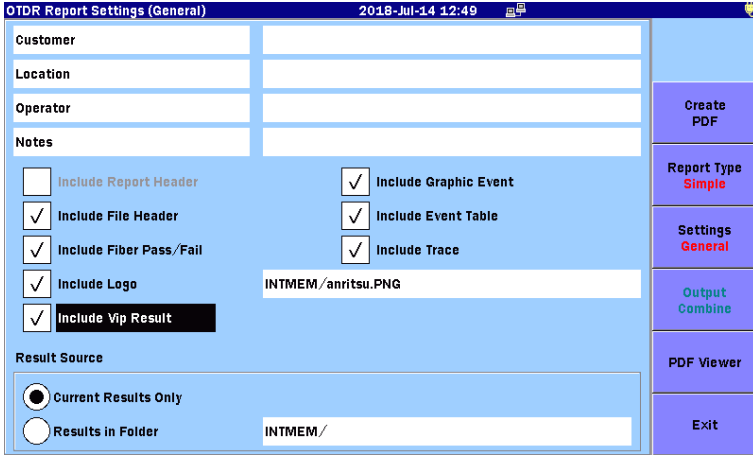 OTDR Report Settings (General) 2018-Jul-14 12:49
Customer
Location
Operator
Notes
Include Report Header
Include Graphic Event
Include File Header
Include Event Table
Include Fiber Pass/Fail
Include Trace
Include Logo
INTMEM/anritsu.PNG
Include Vip Result
Result Source
Current Results Only
Results in Folder
INTMEM/
Create
PDF
Report Type
Simple
Settings
General
Output
Combine
PDF Viewer
Exit